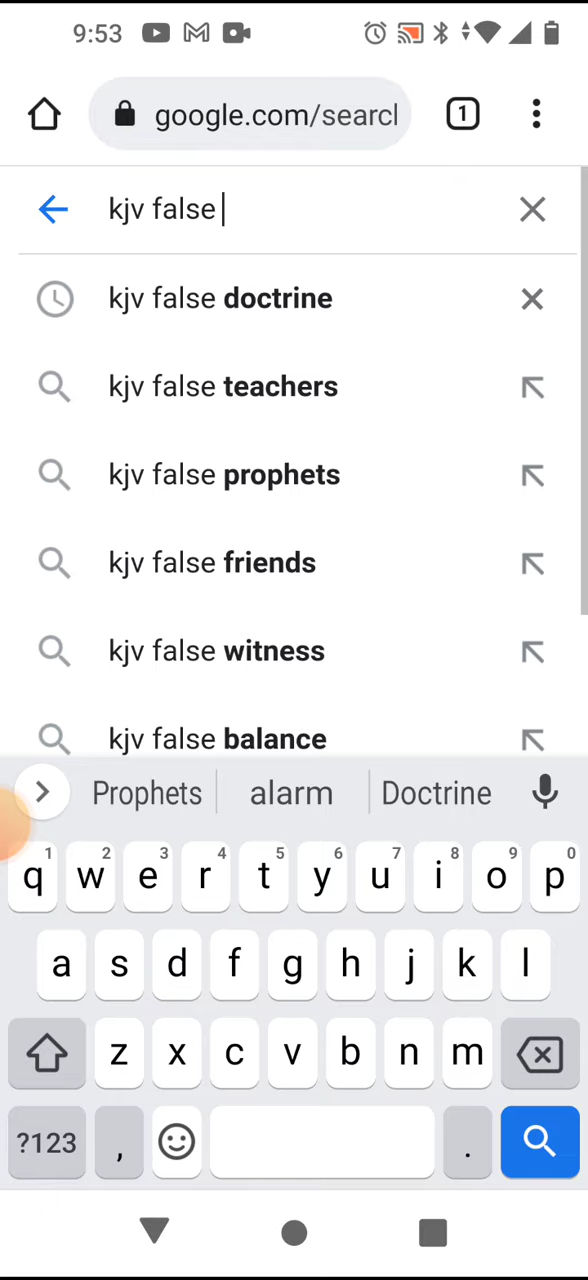 9:53
google.com/searcl
1
kjv false
kjv false doctrine
kjv false teachers
kjv false prophets
kjv false friends
kjv false witness
kjv false balance
Prophets alarm Doctrine
1 2 3 4 5 6 7 8 9 0
q w e r t y u i o p
a s d f g h j k l
z x c v b n m
?123 , .